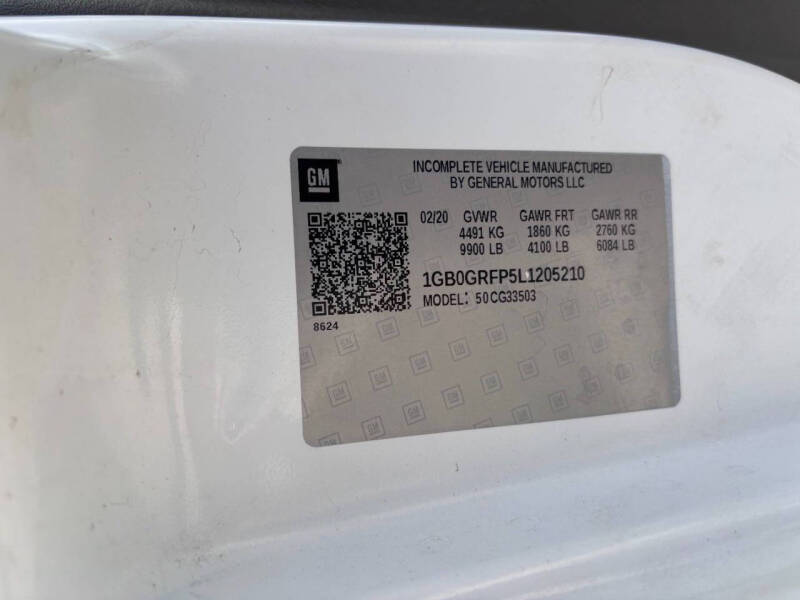 GM
INCOMPLETE VEHICLE MANUFACTURED
BY GENERAL MOTORS LLC
02/20 GVWR GAWR FRT GAWR RR
4491 KG 1860 KG 2760 KG
9900 LB 4100 LB 6084 LB
1GB0GRFP5L1205210
MODEL: 50CG33503
8624